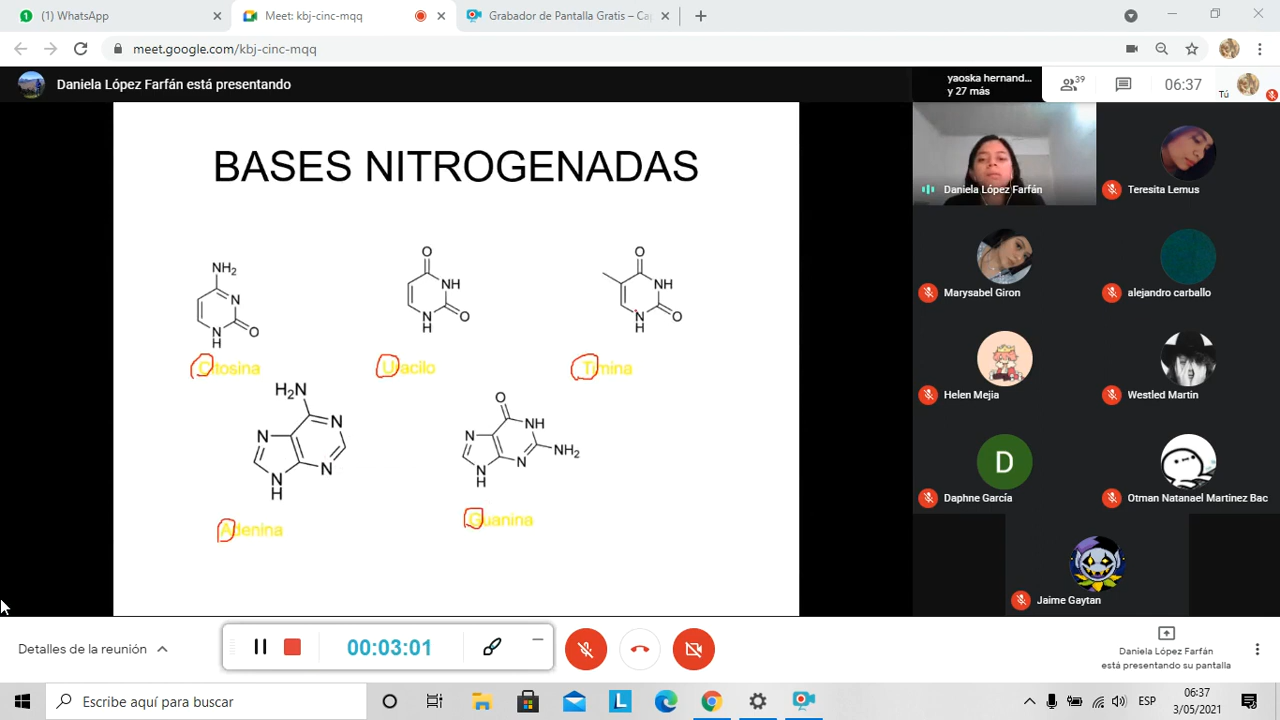 (1) WhatsApp
Meet: kbj-cinc-mqq
Grabador de Pantalla Gratis – Ca
meet.google.com/kbj-cinc-mqq
Daniela López Farfán está presentando
yaoska hernand...
y 27 más
39
06:37
Tú
BASES NITROGENADAS
NH₂
N
N
H
O
Citosina
O
NH
N
H
O
Uracilo
O
NH
N
H
O
Timina
H₂N
N
N
N
N
H
Adenina
O
N
NH
N
H
N
NH₂
Guanina
Daniela López Farfán
Teresita Lemus
Marysabel Giron
alejandro carballo
Helen Mejia
Westled Martin
D
Daphne García
Otman Natanael Martinez Bac
Jaime Gaytan
Detalles de la reunión
00:03:01
Daniela López Farfán
está presentando su pantalla
Escribe aquí para buscar
L
ESP
06:37
3/05/2021